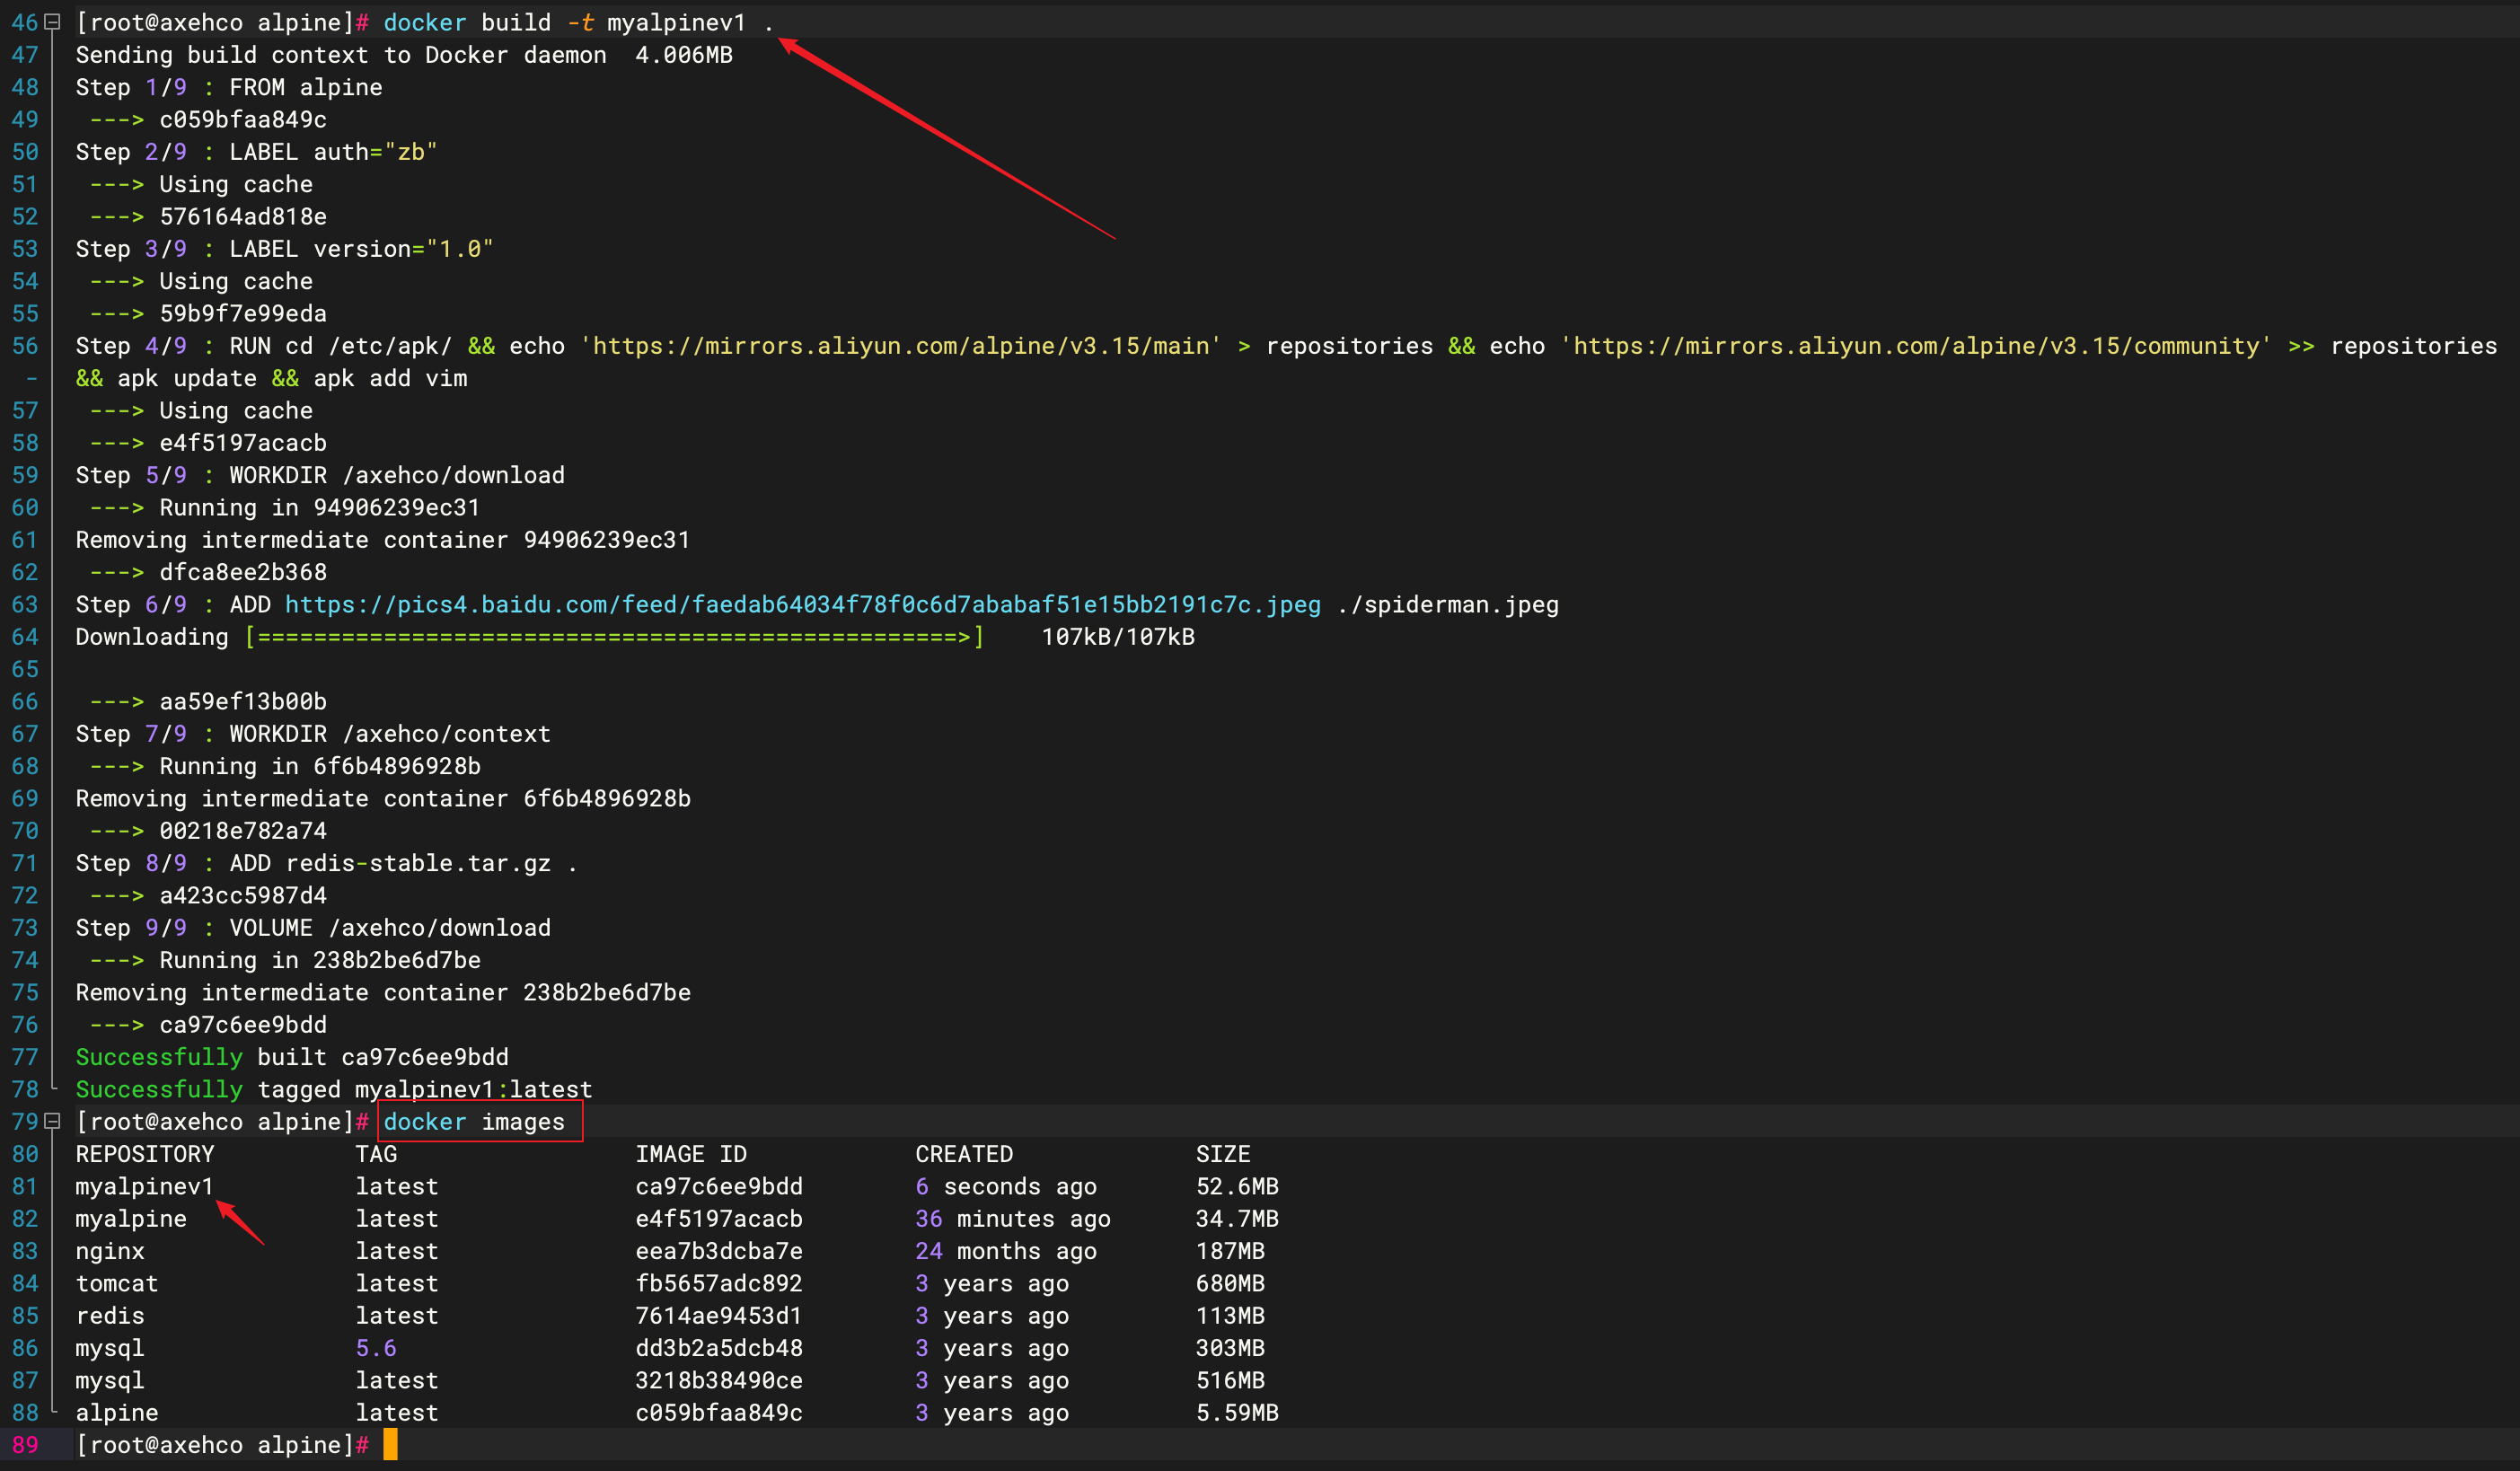 46 [root@axehco alpine]# docker build -t myalpinev1 .
47 Sending build context to Docker daemon  4.006MB
48 Step 1/9 : FROM alpine
49  ---> c059bfaa849c
50 Step 2/9 : LABEL auth="zb"
51  ---> Using cache
52  ---> 576164ad818e
53 Step 3/9 : LABEL version="1.0"
54  ---> Using cache
55  ---> 59b9f7e99eda
56 Step 4/9 : RUN cd /etc/apk/ && echo 'https://mirrors.aliyun.com/alpine/v3.15/main' > repositories && echo 'https://mirrors.aliyun.com/alpine/v3.15/community' >> repositories
- && apk update && apk add vim
57  ---> Using cache
58  ---> e4f5197acacb
59 Step 5/9 : WORKDIR /axehco/download
60  ---> Running in 94906239ec31
61 Removing intermediate container 94906239ec31
62  ---> dfca8ee2b368
63 Step 6/9 : ADD https://pics4.baidu.com/feed/faedab64034f78f0c6d7ababaf51e15bb2191c7c.jpeg ./spiderman.jpeg
64 Downloading [==================================================>]    107kB/107kB
65
66  ---> aa59ef13b00b
67 Step 7/9 : WORKDIR /axehco/context
68  ---> Running in 6f6b4896928b
69 Removing intermediate container 6f6b4896928b
70  ---> 00218e782a74
71 Step 8/9 : ADD redis-stable.tar.gz .
72  ---> a423cc5987d4
73 Step 9/9 : VOLUME /axehco/download
74  ---> Running in 238b2be6d7be
75 Removing intermediate container 238b2be6d7be
76  ---> ca97c6ee9bdd
77 Successfully built ca97c6ee9bdd
78 Successfully tagged myalpinev1:latest
79 [root@axehco alpine]# docker images
80 REPOSITORY          TAG                 IMAGE ID            CREATED             SIZE
81 myalpinev1          latest              ca97c6ee9bdd        6 seconds ago       52.6MB
82 myalpine            latest              e4f5197acacb        36 minutes ago      34.7MB
83 nginx               latest              eea7b3dcba7e        24 months ago       187MB
84 tomcat              latest              fb5657adc892        3 years ago         680MB
85 redis               latest              7614ae9453d1        3 years ago         113MB
86 mysql               5.6                 dd3b2a5dcb48        3 years ago         303MB
87 mysql               latest              3218b38490ce        3 years ago         516MB
88 alpine              latest              c059bfaa849c        3 years ago         5.59MB
89 [root@axehco alpine]#